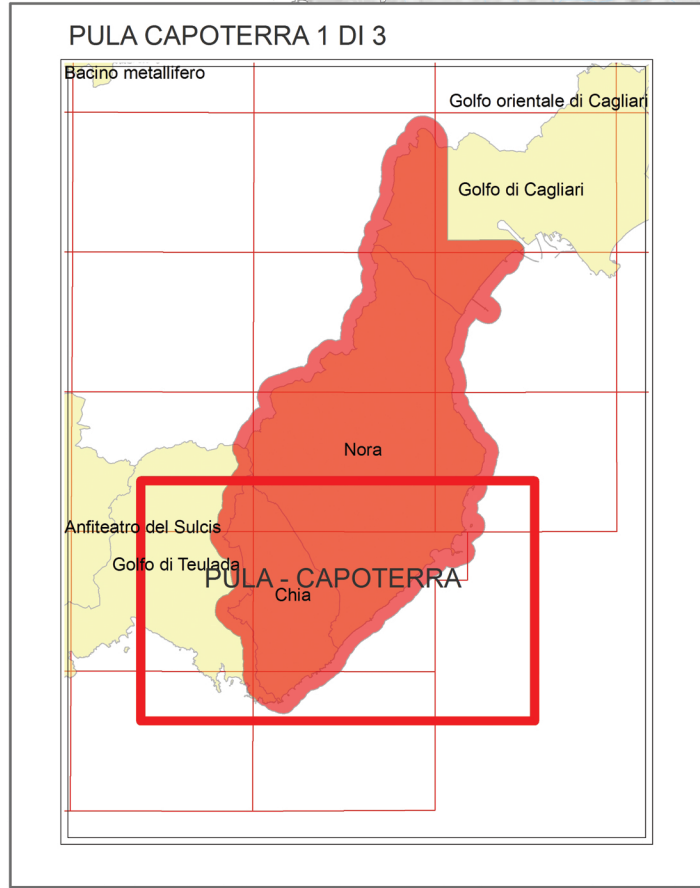 PULA CAPOTERRA 1 DI 3
Bacino metallifero
Golfo orientale di Cagliari
Golfo di Cagliari
Nora
Anfiteatro del Sulcis
Golfo di Teulada
PULA - CAPOTERRA
Chia